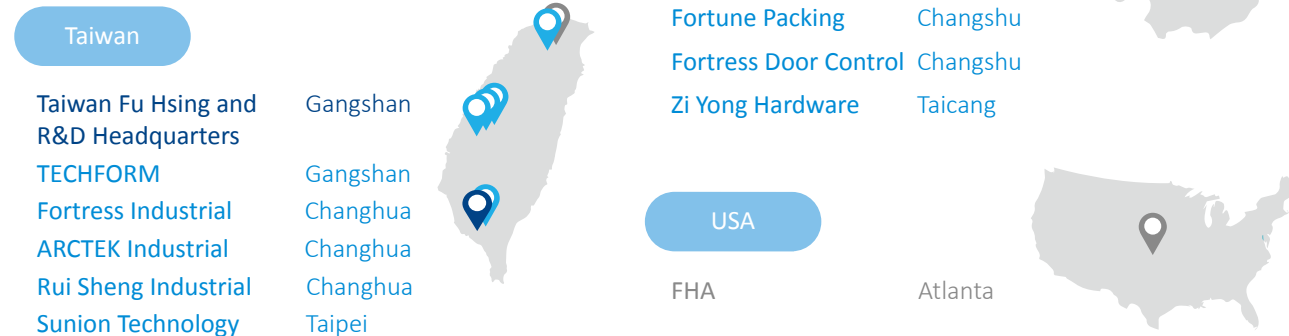 Taiwan
Taiwan Fu Hsing and Gangshan
R&D Headquarters
TECHFORM Gangshan
Fortress Industrial Changhua
ARCTEK Industrial Changhua
Rui Sheng Industrial Changhua
Sunion Technology Taipei
Fortune Packing Changshu
Fortress Door Control Changshu
Zi Yong Hardware Taicang
USA
FHA Atlanta